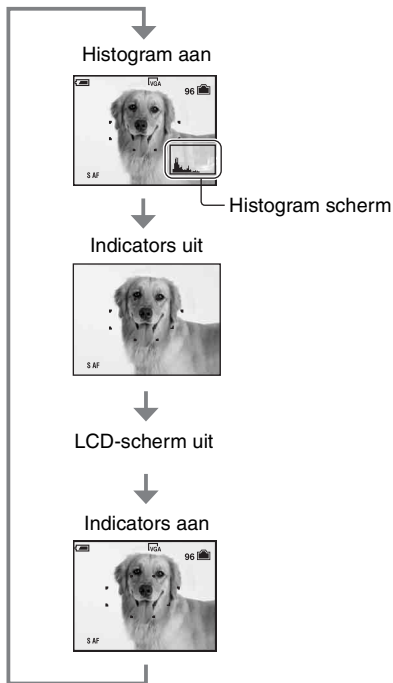 Histogram aan
VGA
96
S AF
Histogram scherm
Indicators uit
S AF
LCD-scherm uit
Indicators aan
VGA
96
S AF